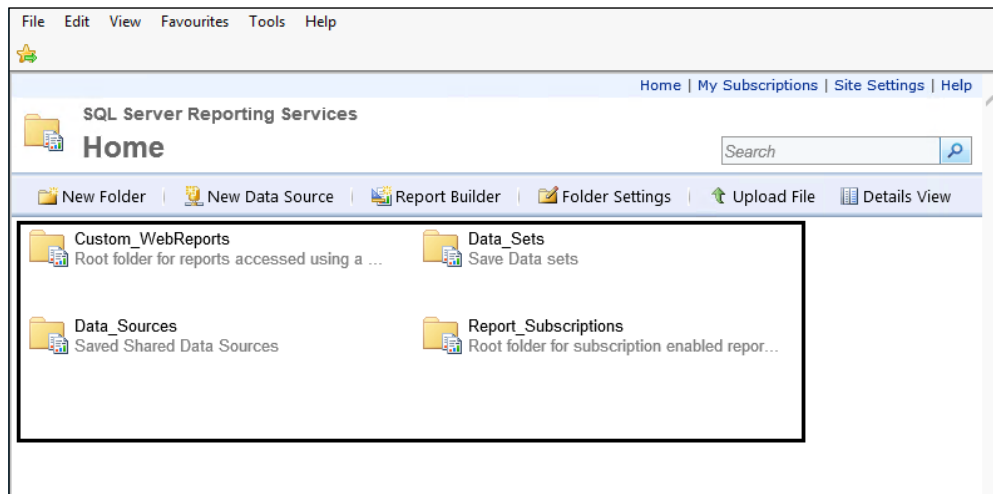 File Edit View Favourites Tools Help
Home | My Subscriptions | Site Settings | Help
SQL Server Reporting Services
Home
Search
New Folder | New Data Source | Report Builder | Folder Settings | Upload File Details View
Custom_WebReports Data_Sets
Root folder for reports accessed using a ... Save Data sets
Data_Sources Report_Subscriptions
Saved Shared Data Sources Root folder for subscription enabled repor...